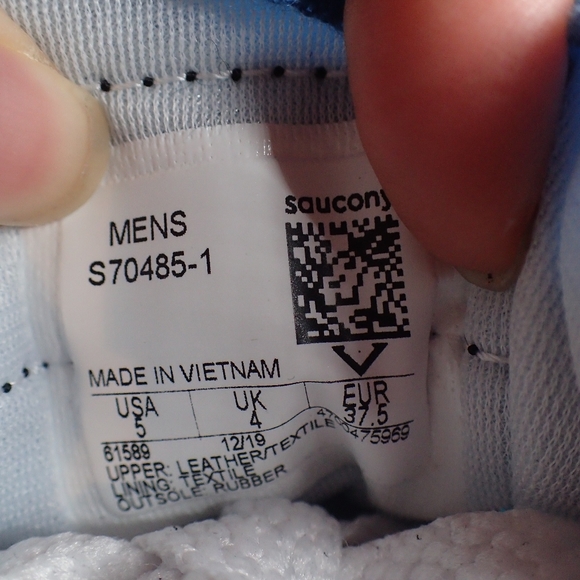 saucony
MENS
S70485-1
MADE IN VIETNAM
USA UK EUR
5 4 37.5
61589 12/19
UPPER: LEATHER/TEXTILE
LINING: TEXTILE
OUTSOLE: RUBBER